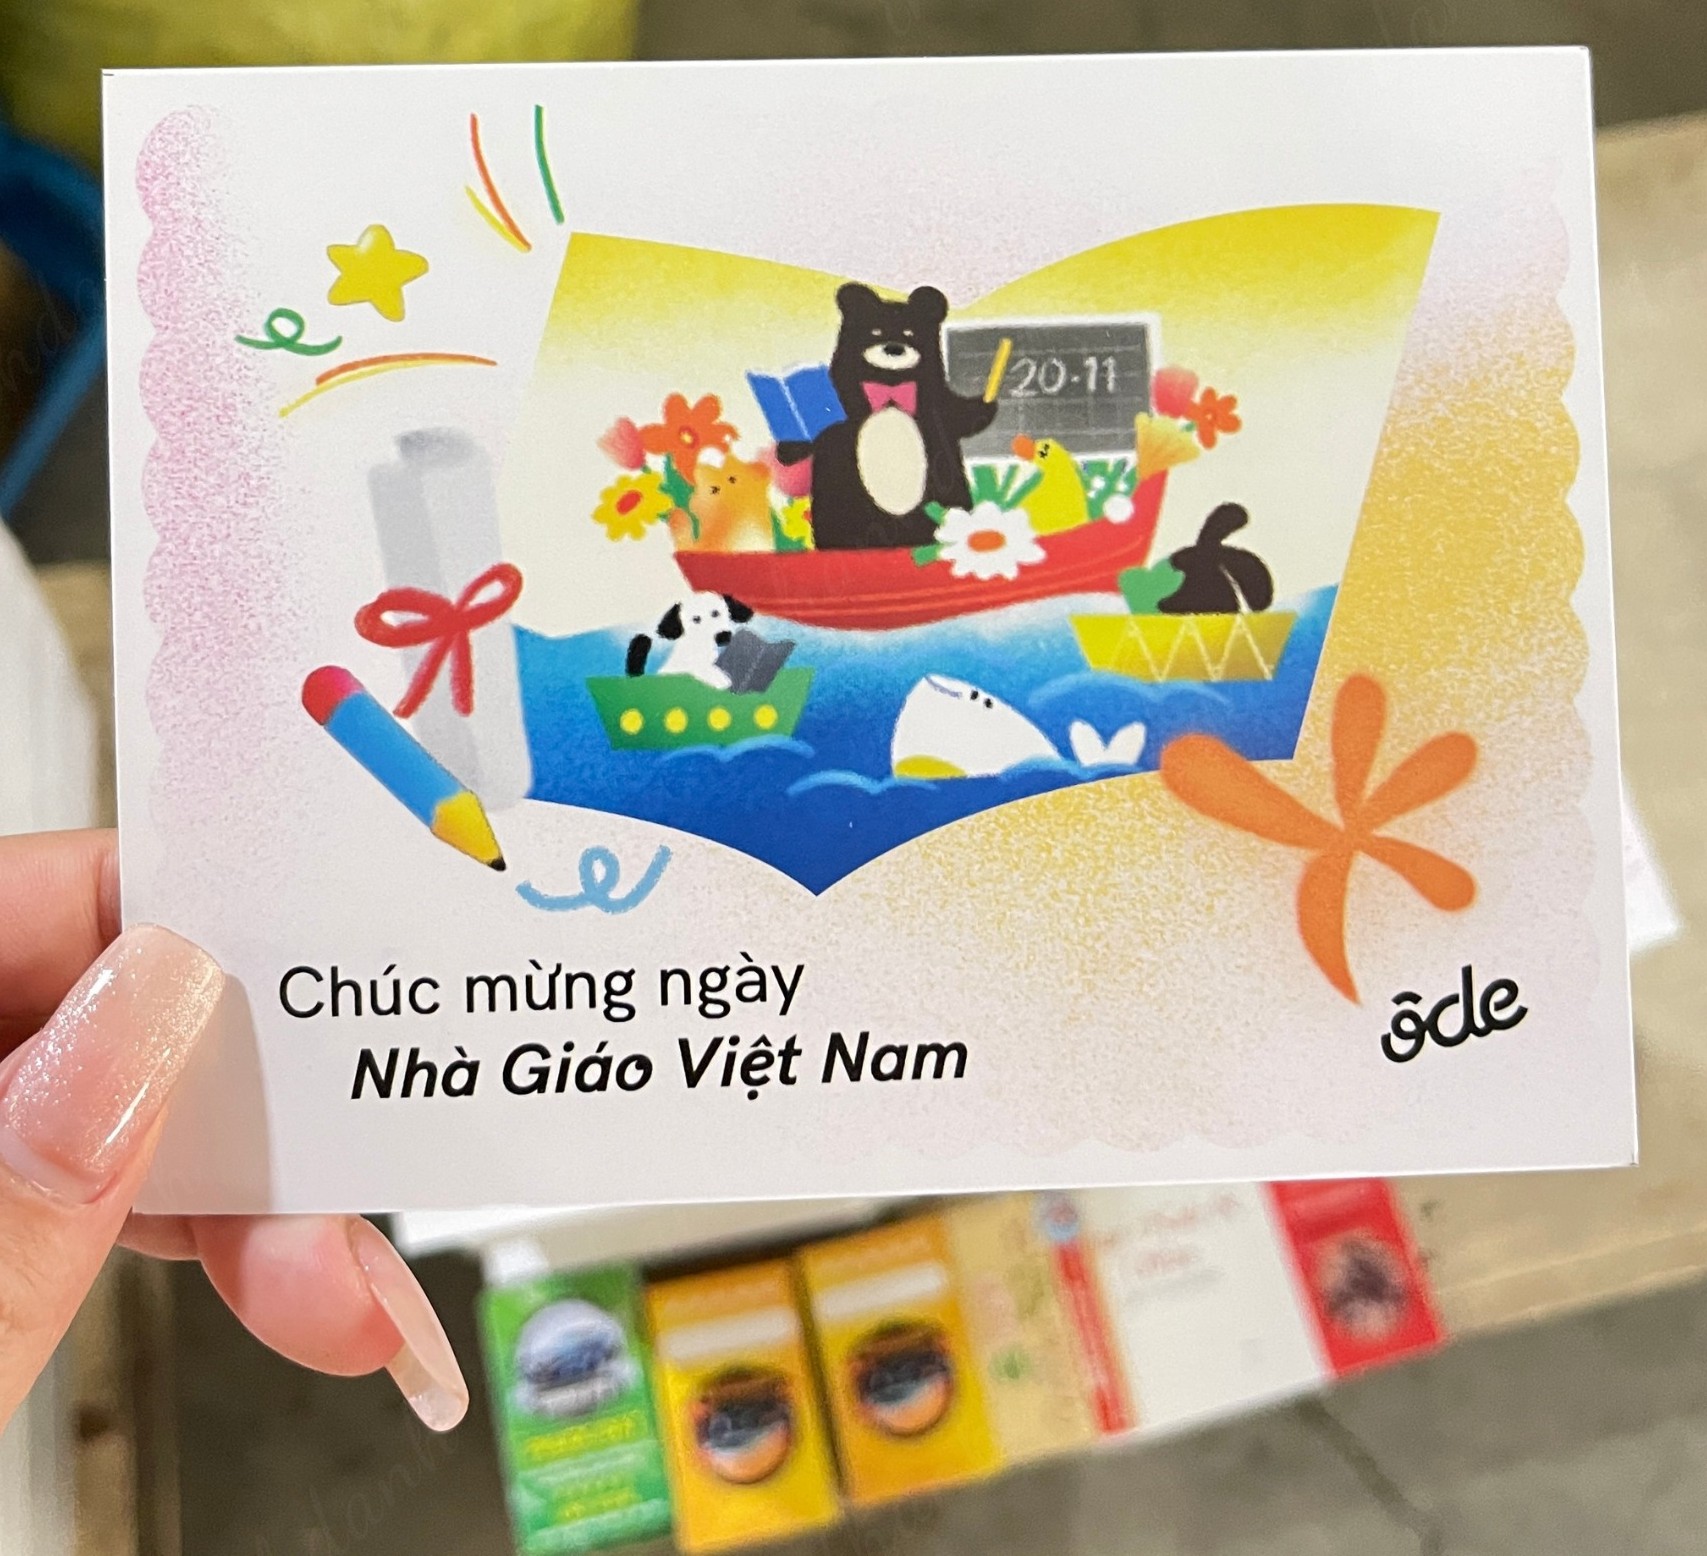 20·11
Chúc mừng ngày
Nhà Giáo Việt Nam
ôde